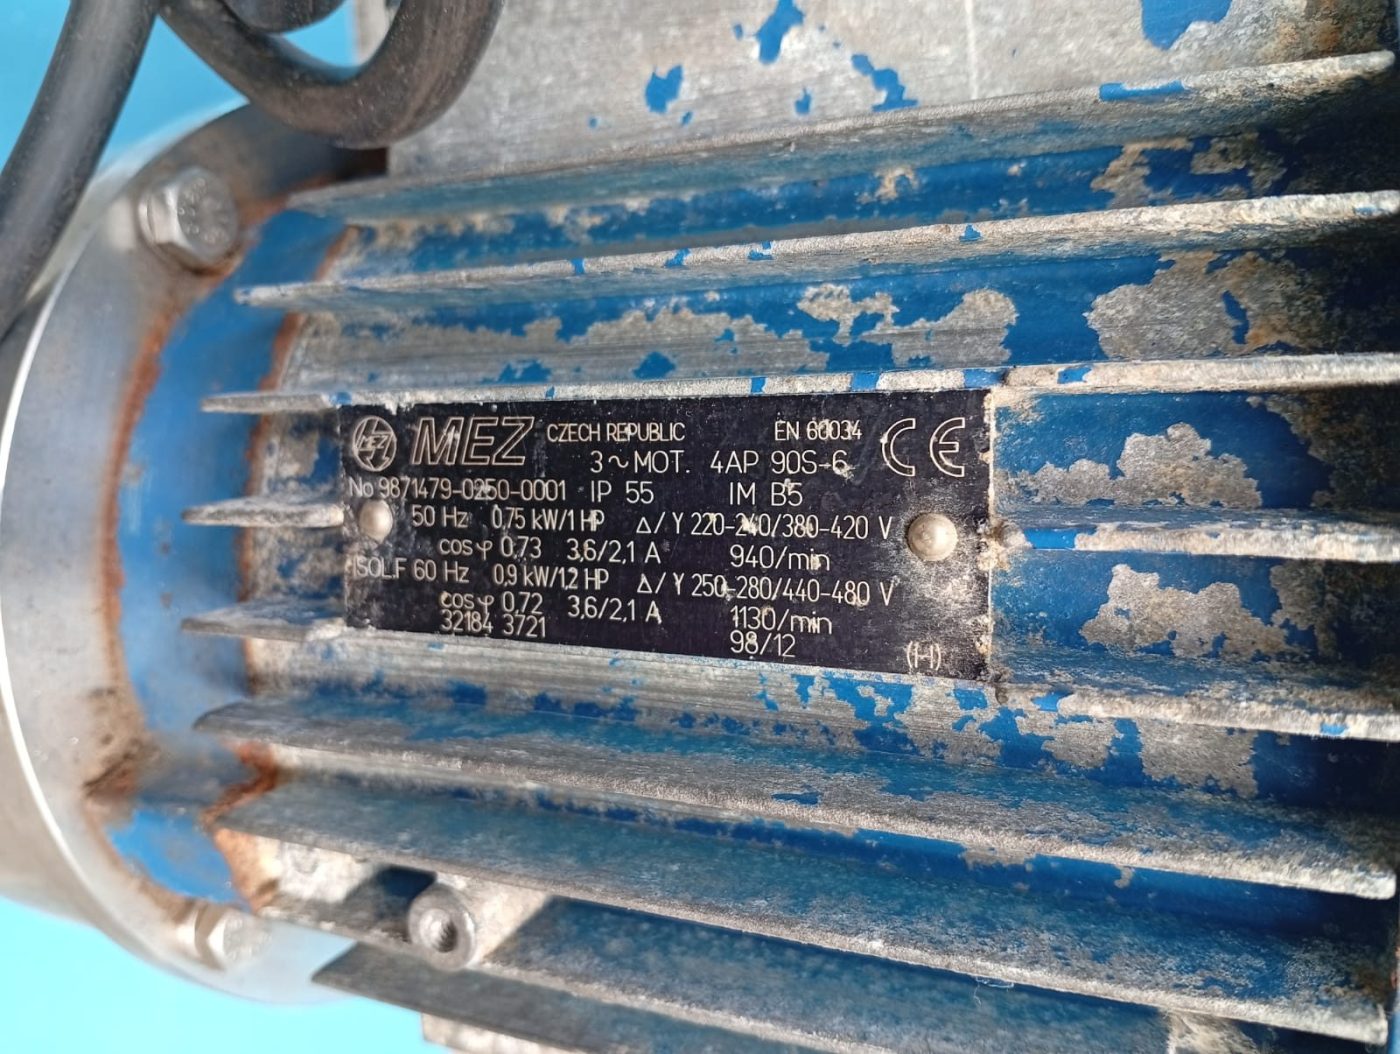 MEZ MEZ CZECH REPUBLIC EN 60034 CE
3~MOT. 4AP 90S-6
No 9871479-0250-0001 IP 55 IM B5
50 Hz 0,75 kW/1 HP Δ/Y 220-240/380-420 V
cos φ 0,73 3,6/2,1 A 940/min
ISOL.F 60 Hz 0,9 kW/1,2 HP Δ/Y 250-280/440-480 V
cos φ 0,72 3,6/2,1 A 1130/min
32184 3721 98/12 (H)